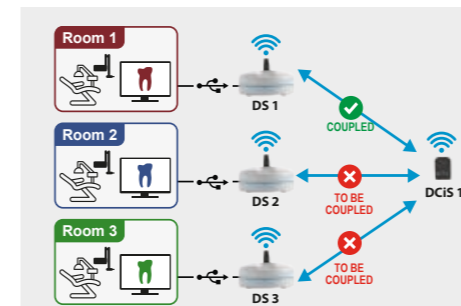 Room 1
DS 1
COUPLED
Room 2
DS 2
TO BE
COUPLED
DCiS 1
Room 3
DS 3
TO BE
COUPLED